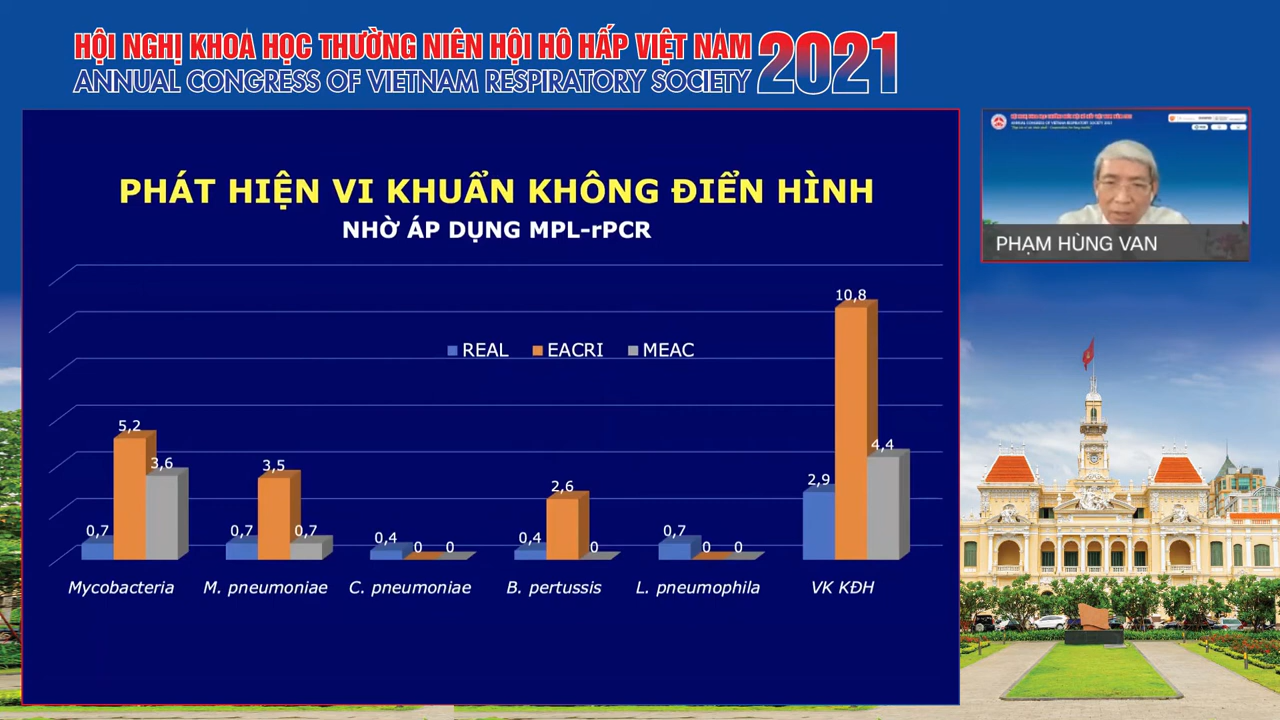 HỘI NGHỊ KHOA HỌC THƯỜNG NIÊN HỘI HÔ HẤP VIỆT NAM 2021
ANNUAL CONGRESS OF VIETNAM RESPIRATORY SOCIETY
PHÁT HIỆN VI KHUẨN KHÔNG ĐIỂN HÌNH
NHỜ ÁP DỤNG MPL-rPCR
REAL EACRI MEAC
0,7 5,2 3,6
0,7 3,5 0,7
0,4 0 0
0,4 2,6 0
0,7 0 0
2,9 10,8 4,4
Mycobacteria M. pneumoniae C. pneumoniae B. pertussis L. pneumophila VK KĐH
PHẠM HÙNG VAN